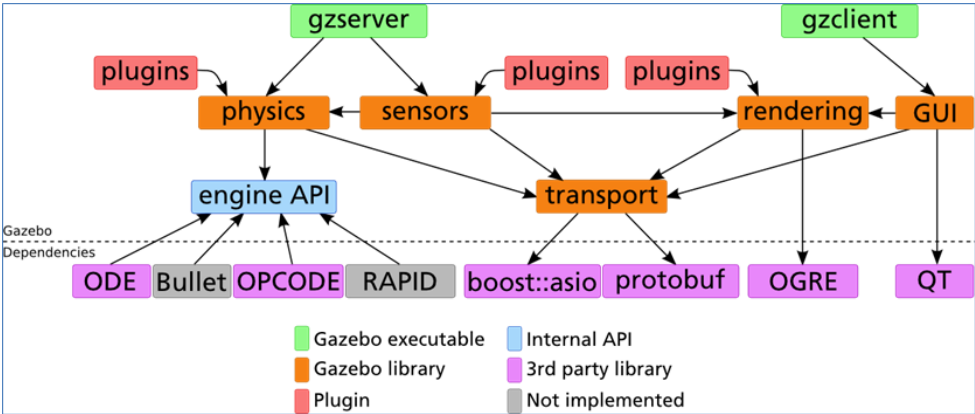 gzserver
gzclient
plugins
plugins
plugins
physics
sensors
rendering
GUI
engine API
transport
Gazebo
Dependencies
ODE
Bullet
OPCODE
RAPID
boost::asio
protobuf
OGRE
QT
Gazebo executable
Internal API
Gazebo library
3rd party library
Plugin
Not implemented